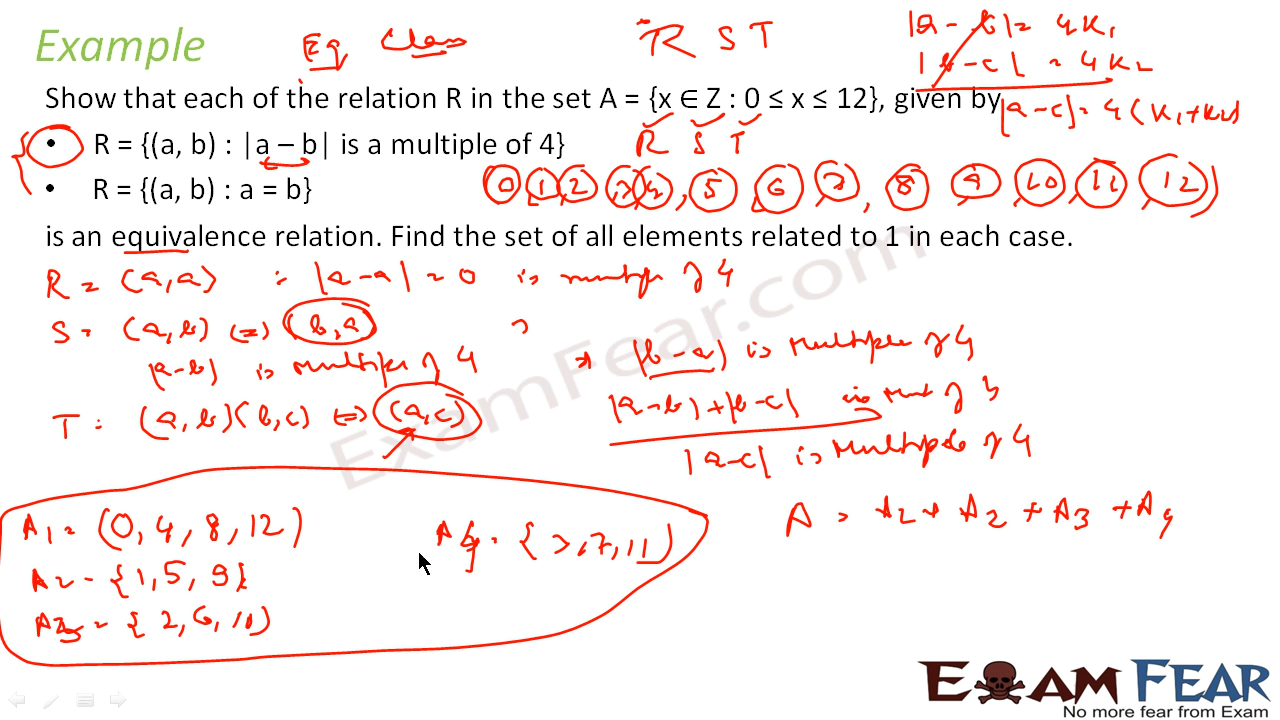 Example
Eq Class
R S T
|a - b| = 4K₁
|b - c| = 4K₂
|a - c| = 4(K₁+K₂)
Show that each of the relation R in the set A = {x ∈ Z : 0 ≤ x ≤ 12}, given by
• R = {(a, b) : |a – b| is a multiple of 4}
R S T
• R = {(a, b) : a = b}
0, 1, 2, 3, 4, 5, 6, 7, 8, 9, 10, 11, 12)
is an equivalence relation. Find the set of all elements related to 1 in each case.
R = (a,a) ∵ |a-a| = 0 is multiple of 4
S = (a,b) (=) (b,a)
|a-b| is multiple of 4 ⇒ |b-a| is multiple of 4
T = (a,b)(b,c) ⇔ (a,c)
|a-b|+|b-c| is mult of
|a-c| is multiple of 4
A₁ = (0, 4, 8, 12)
A₂ = {1, 5, 9}
A₃ = {2, 6, 10)
A₄ = {3, 7, 11)
A = A₂ + A₂ + A₃ + A₄
ExamFear.com
EXAM FEAR
No more fear from Exam